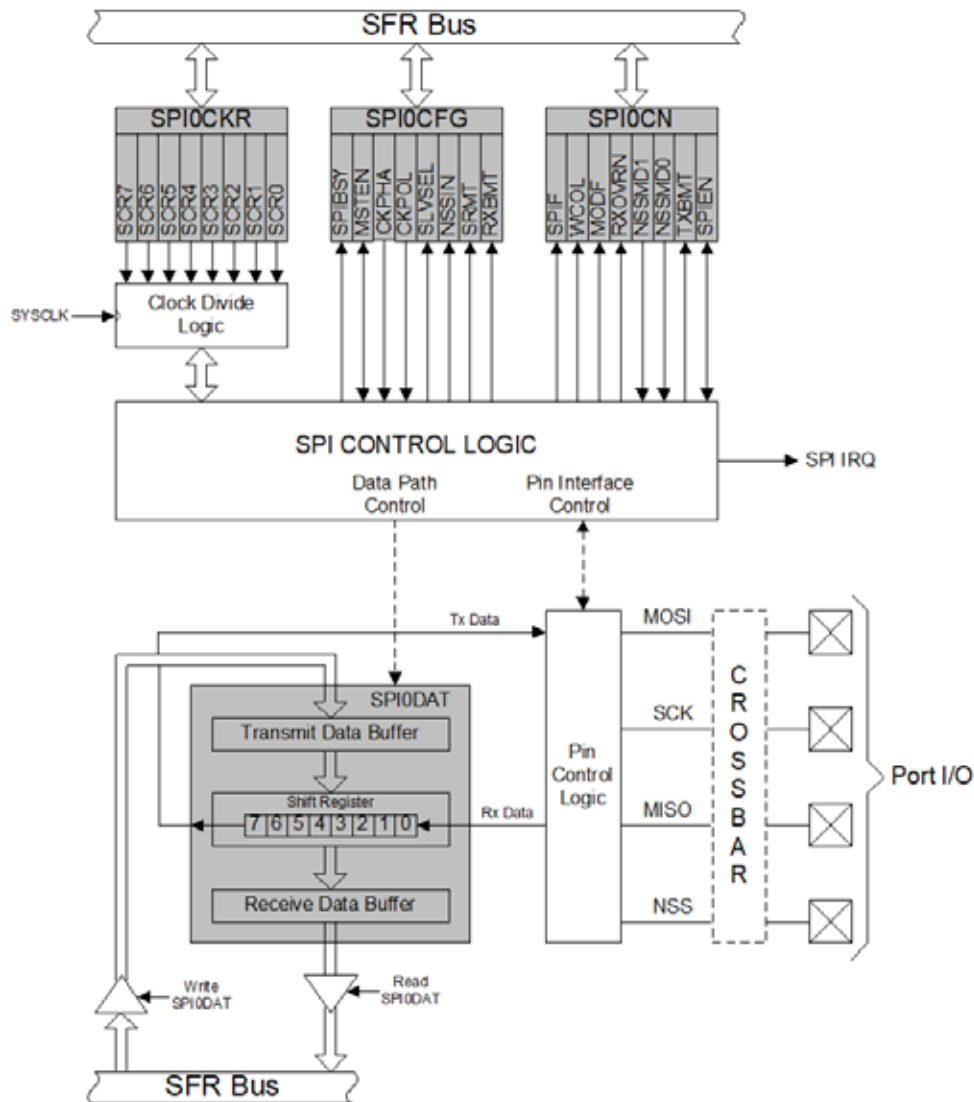 SFR Bus
SPI0CKR
SCR7
SCR6
SCR5
SCR4
SCR3
SCR2
SCR1
SCR0
SPI0CFG
SPIBSY
MSTEN
CKPHA
CKPOL
SLVSEL
NSSIN
SRMT
RXBMT
SPI0CN
SPIF
WCOL
MODF
RXOVRN
NSSMD1
NSSMD0
TXBMT
SPIEN
SYSCLK
Clock Divide
Logic
SPI CONTROL LOGIC
Data Path
Control
Pin Interface
Control
SPI IRQ
Tx Data
SPI0DAT
Transmit Data Buffer
Shift Register
7 6 5 4 3 2 1 0
Rx Data
Receive Data Buffer
Pin
Control
Logic
MOSI
SCK
MISO
NSS
CROSSBAR
Port I/O
Write
SPI0DAT
Read
SPI0DAT
SFR Bus